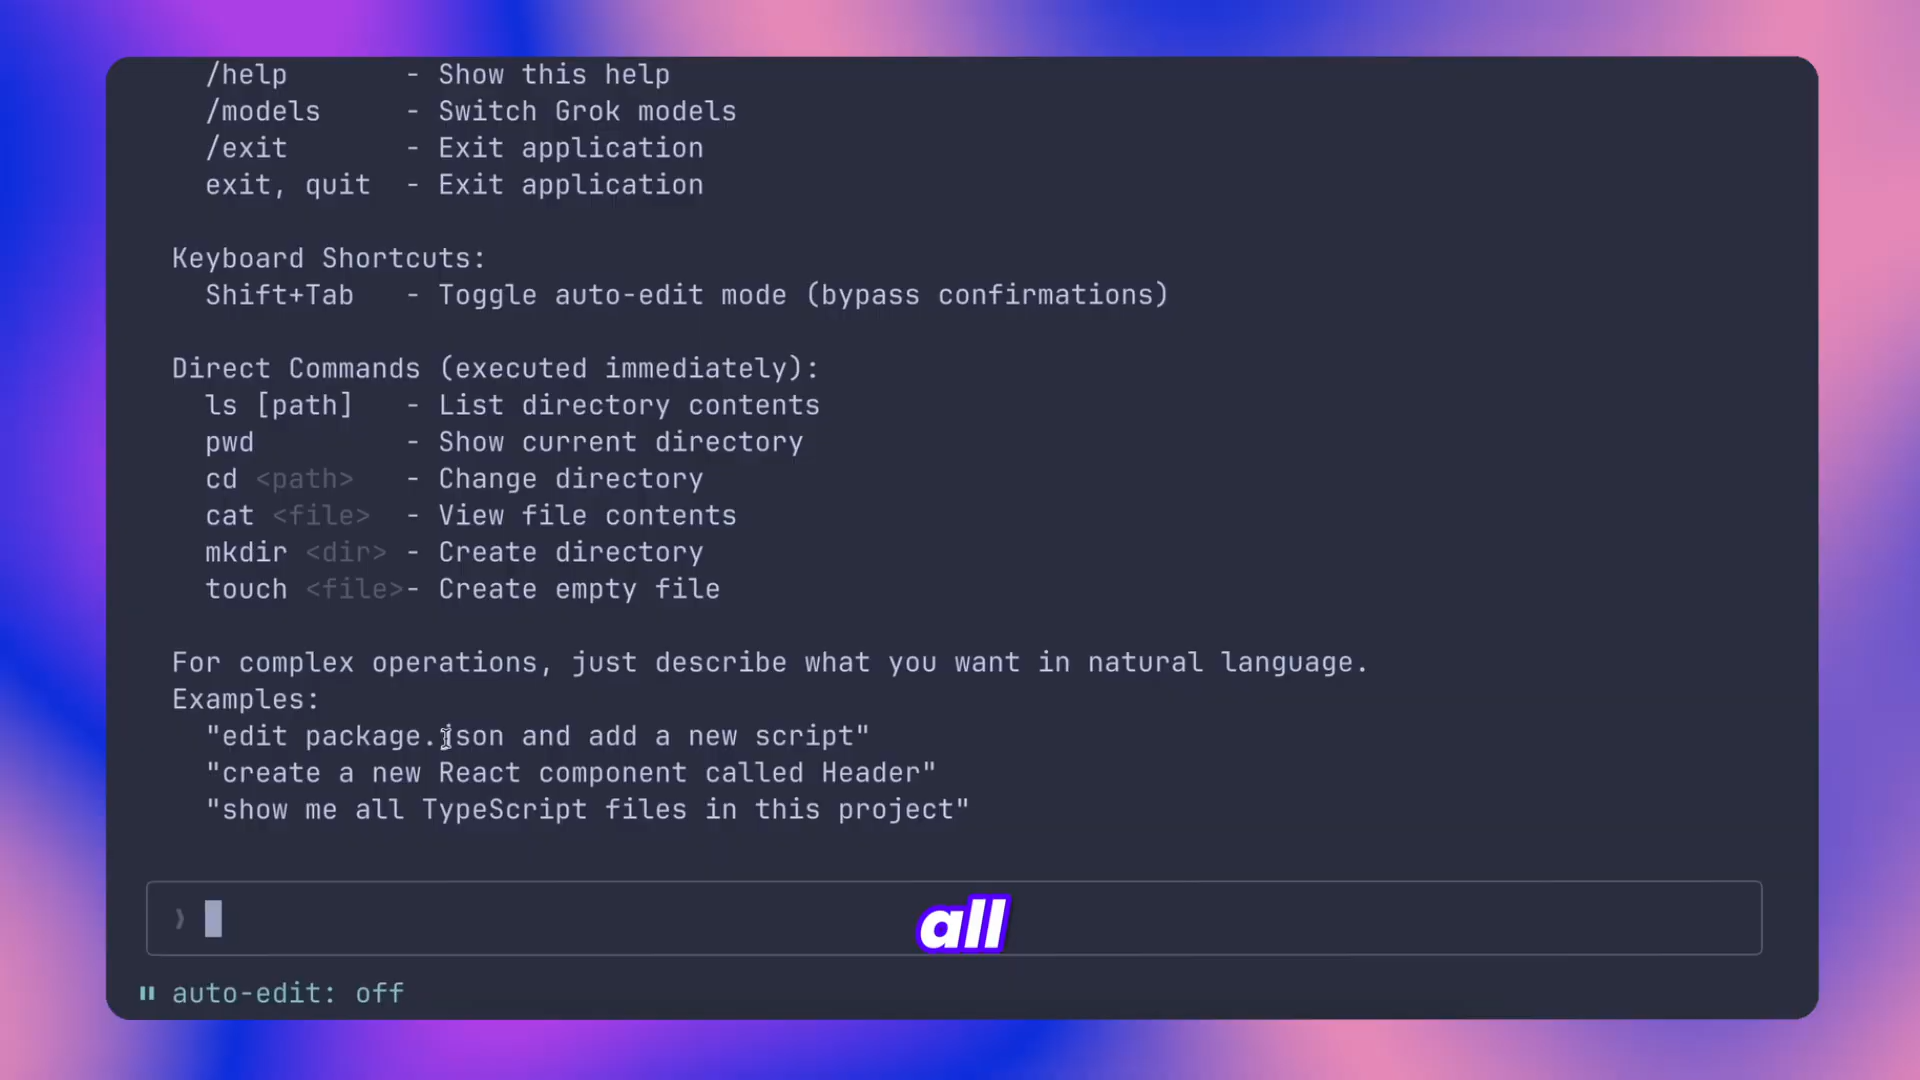 /help - Show this help
/models - Switch Grok models
/exit - Exit application
exit, quit - Exit application
Keyboard Shortcuts:
Shift+Tab - Toggle auto-edit mode (bypass confirmations)
Direct Commands (executed immediately):
ls [path] - List directory contents
pwd - Show current directory
cd <path> - Change directory
cat <file> - View file contents
mkdir <dir> - Create directory
touch <file>- Create empty file
For complex operations, just describe what you want in natural language.
Examples:
"edit package.json and add a new script"
"create a new React component called Header"
"show me all TypeScript files in this project"
❯
all
⏸ auto-edit: off